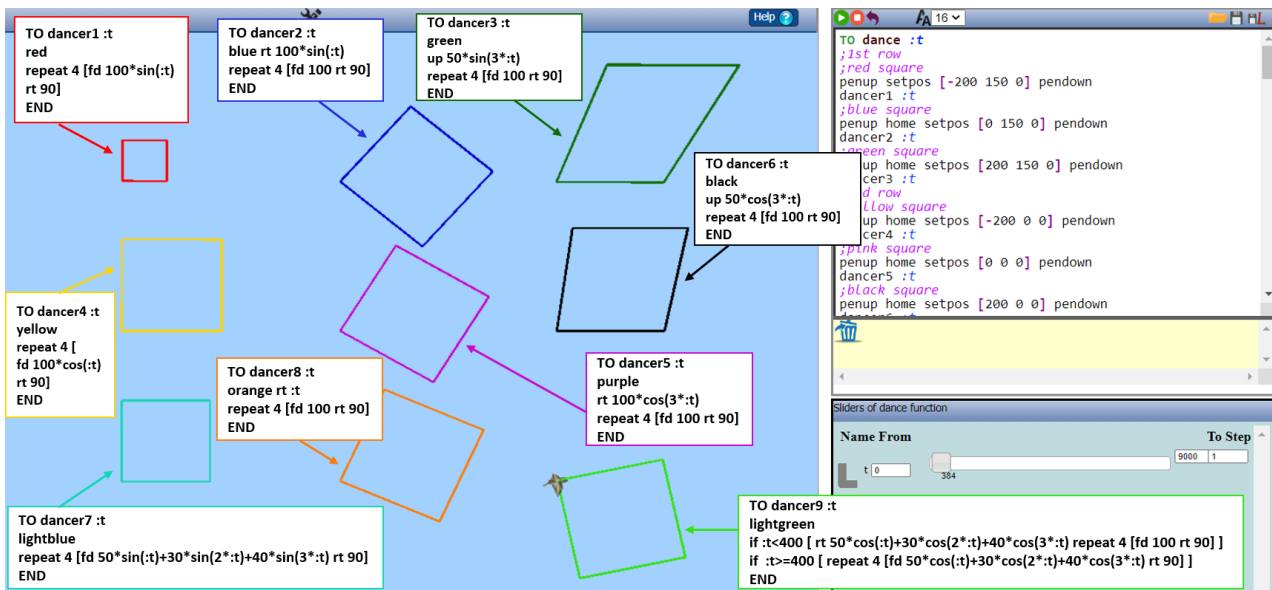 Help ?
16
TO dancer1 :t
red
repeat 4 [fd 100*sin(:t)
rt 90]
END
TO dancer2 :t
blue rt 100*sin(:t)
repeat 4 [fd 100 rt 90]
END
TO dancer3 :t
green
up 50*sin(3*:t)
repeat 4 [fd 100 rt 90]
END
TO dancer6 :t
black
up 50*cos(3*:t)
repeat 4 [fd 100 rt 90]
END
TO dancer4 :t
yellow
repeat 4 [
fd 100*cos(:t)
rt 90]
END
TO dancer8 :t
orange rt :t
repeat 4 [fd 100 rt 90]
END
TO dancer5 :t
purple
rt 100*cos(3*:t)
repeat 4 [fd 100 rt 90]
END
TO dancer7 :t
lightblue
repeat 4 [fd 50*sin(:t)+30*sin(2*:t)+40*sin(3*:t) rt 90]
END
TO dancer9 :t
lightgreen
if :t<400 [ rt 50*cos(:t)+30*cos(2*:t)+40*cos(3*:t) repeat 4 [fd 100 rt 90] ]
if :t>=400 [ repeat 4 [fd 50*cos(:t)+30*cos(2*:t)+40*cos(3*:t) rt 90] ]
END
TO dance :t
;1st row
;red square
penup setpos [-200 150 0] pendown
dancer1 :t
;blue square
penup home setpos [0 150 0] pendown
dancer2 :t
;green square
up home setpos [200 150 0] pendown
cer3 :t
d row
llow square
up home setpos [-200 0 0] pendown
cer4 :t
;pink square
penup home setpos [0 0 0] pendown
dancer5 :t
;black square
penup home setpos [200 0 0] pendown
Sliders of dance function
Name From To Step
t 0 384 9000 1